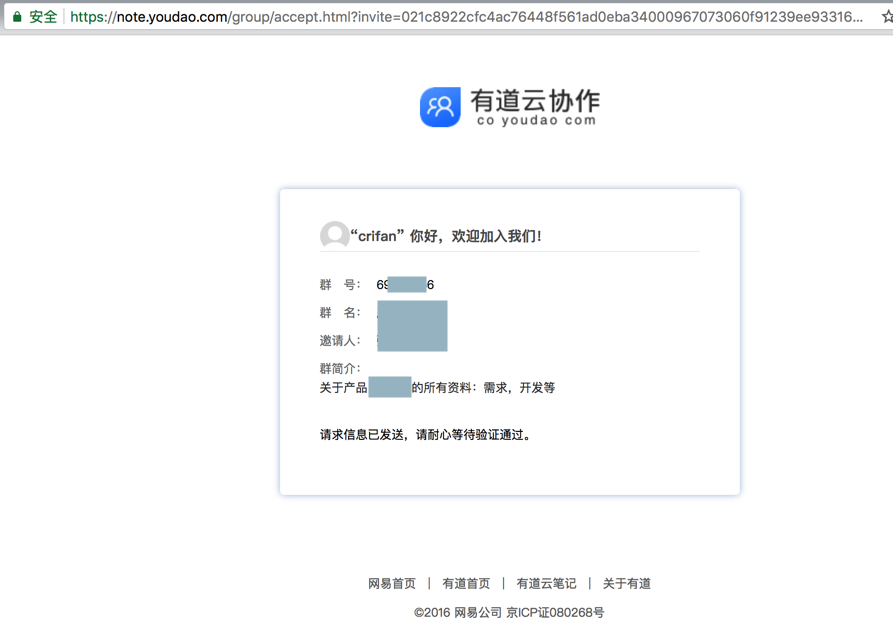 安全 https://note.youdao.com/group/accept.html?invite=021c8922cfc4ac76448f561ad0eba34000967073060f91239ee93316...
有道云协作
co youdao com
“crifan”你好，欢迎加入我们！
群 号： 69 6
群 名：
邀请人：
群简介：
关于产品 的所有资料：需求，开发等
请求信息已发送，请耐心等待验证通过。
网易首页 | 有道首页 | 有道云笔记 | 关于有道
©2016 网易公司 京ICP证080268号